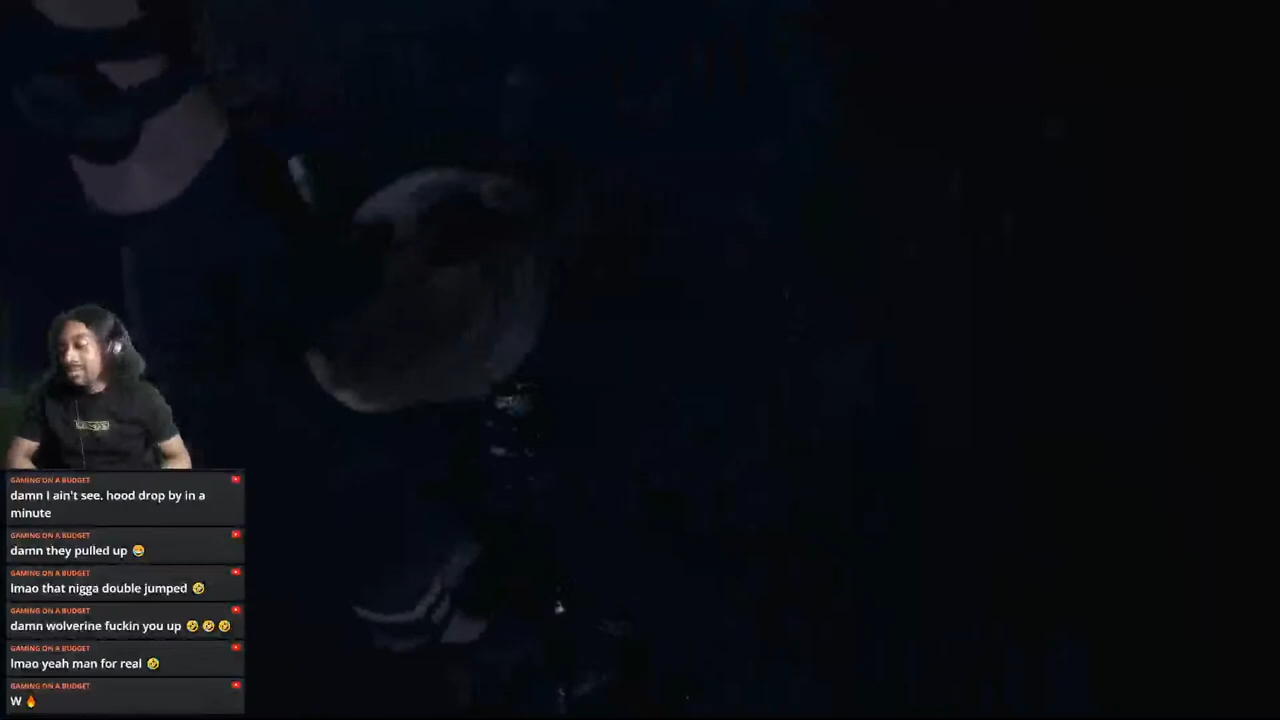 GAMING ON A BUDGET
damn I ain't see. hood drop by in a
minute
GAMING ON A BUDGET
damn they pulled up 😂
GAMING ON A BUDGET
lmao that nigga double jumped 🤣
GAMING ON A BUDGET
damn wolverine fuckin you up 🤣 🤣 🤣
GAMING ON A BUDGET
lmao yeah man for real 🤣
GAMING ON A BUDGET
W 🔥